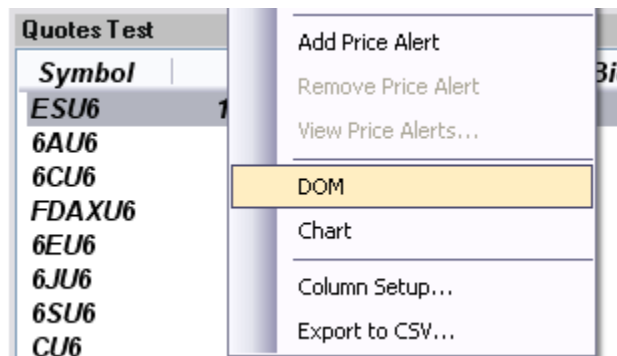 Quotes Test
Symbol
ESU6 1
6AU6
6CU6
FDAXU6
6EU6
6JU6
6SU6
CU6
Add Price Alert
Remove Price Alert
View Price Alerts...
DOM
Chart
Column Setup...
Export to CSV...